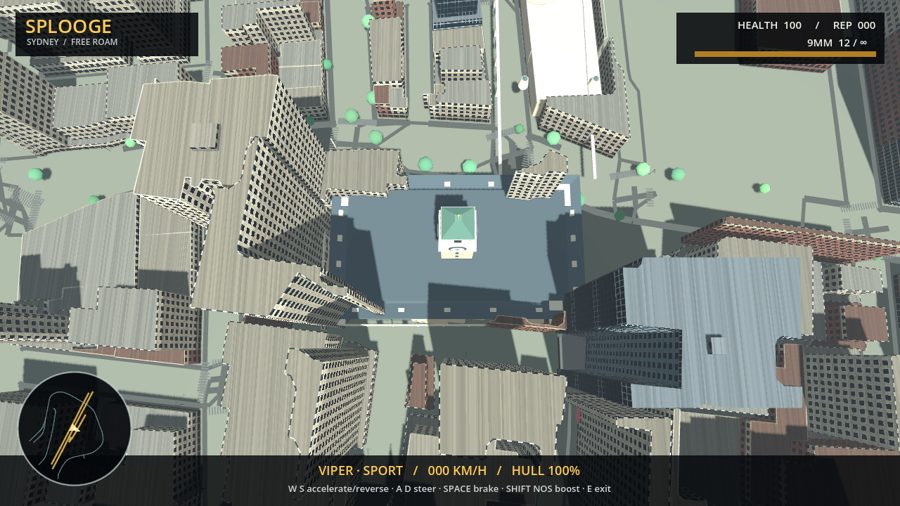 SPLOOGE
SYDNEY / FREE ROAM
HEALTH 100 / REP 000
9MM 12 / ∞
VIPER · SPORT / 000 KM/H / HULL 100%
W S accelerate/reverse · A D steer · SPACE brake · SHIFT NOS boost · E exit